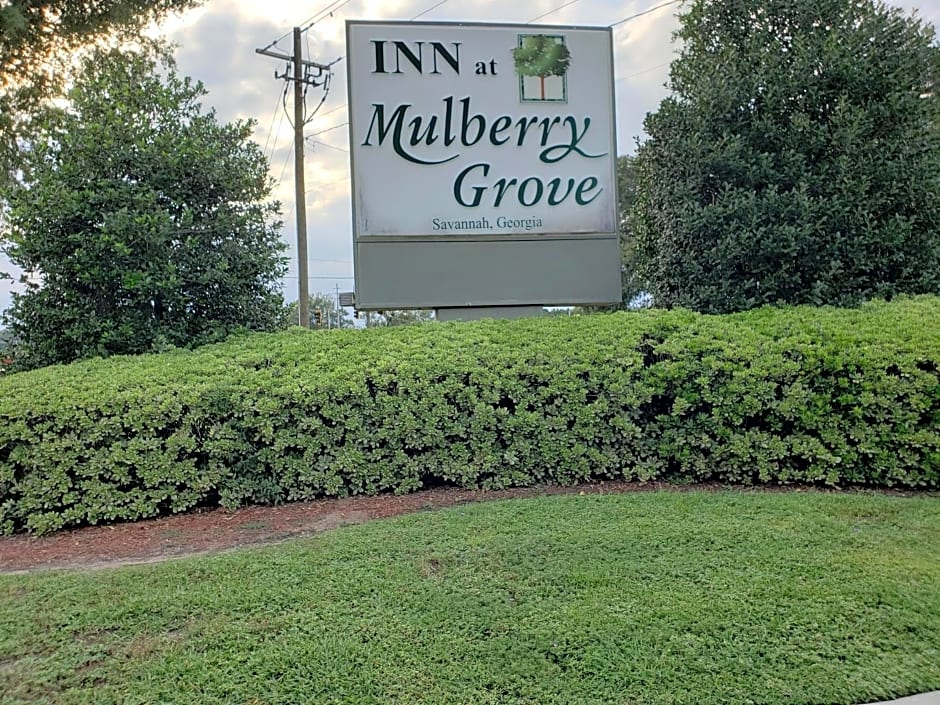 INN at
Mulberry
Grove
Savannah, Georgia